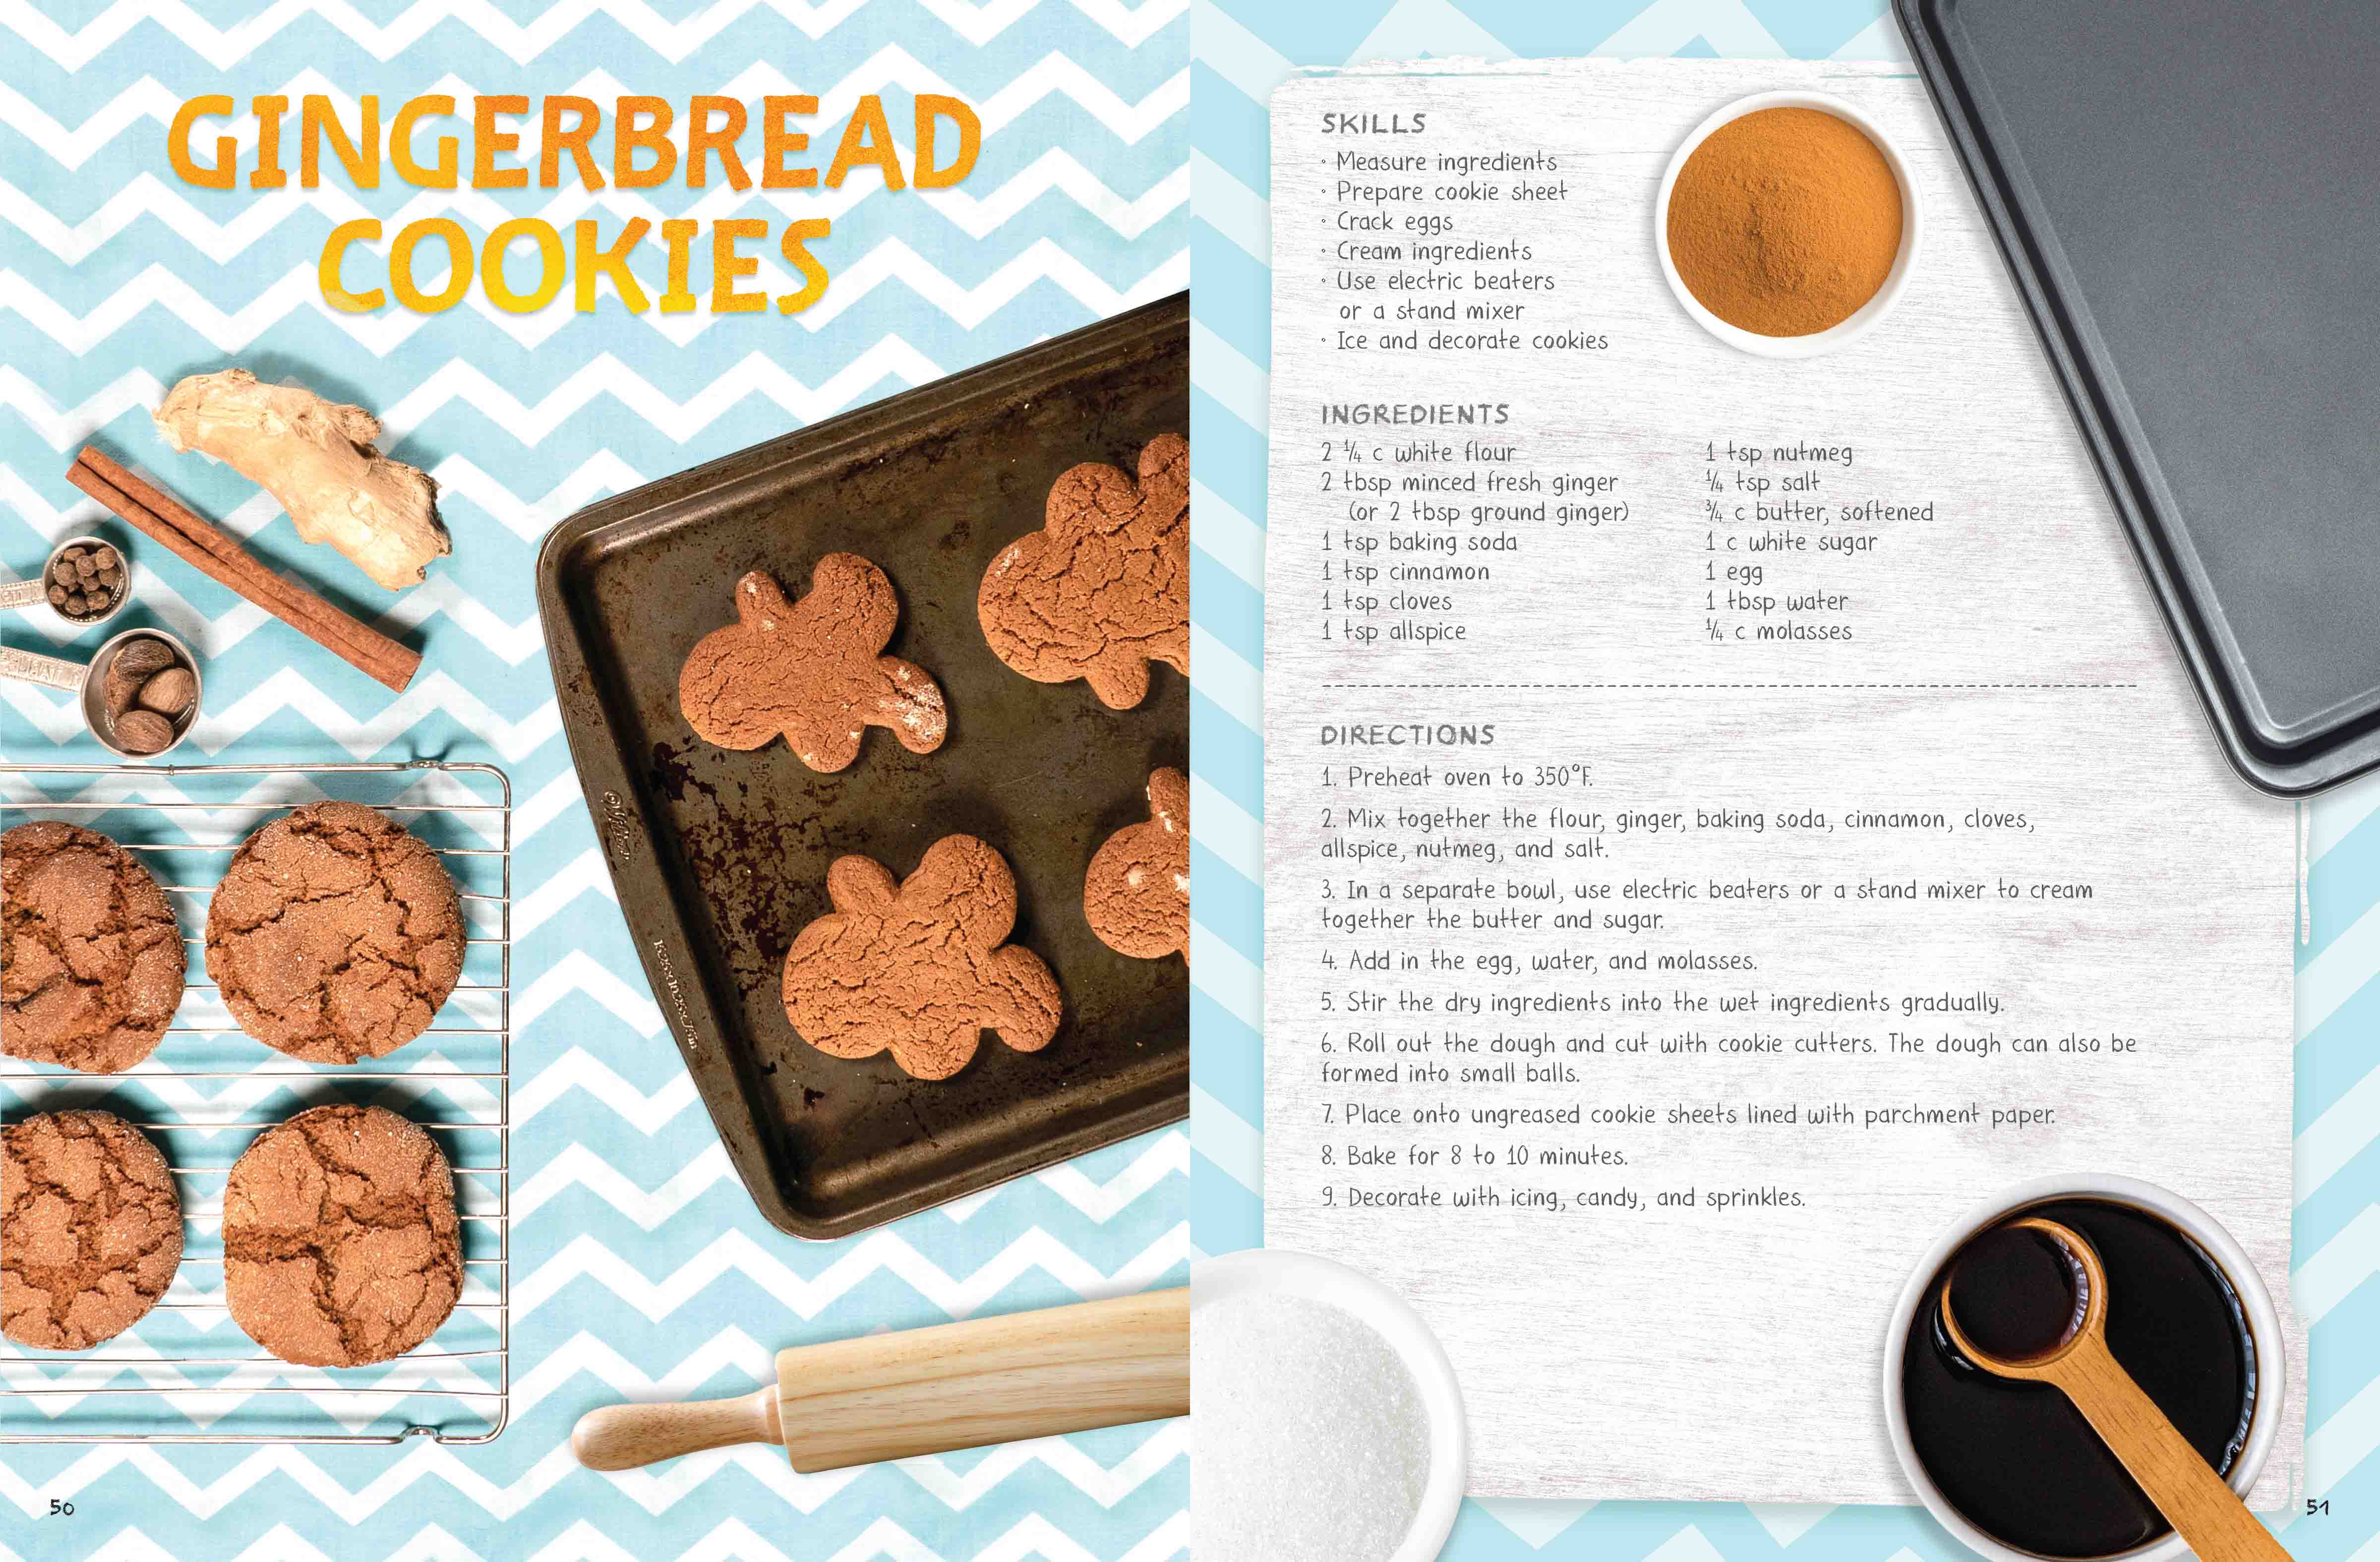 GINGERBREAD
COOKIES
50
SKILLS
• Measure ingredients
• Prepare cookie sheet
• Crack eggs
• Cream ingredients
• Use electric beaters
or a stand mixer
• Ice and decorate cookies
INGREDIENTS
2 ¼ c white flour
2 tbsp minced fresh ginger
(or 2 tbsp ground ginger)
1 tsp baking soda
1 tsp cinnamon
1 tsp cloves
1 tsp allspice
1 tsp nutmeg
¼ tsp salt
¾ c butter, softened
1 c white sugar
1 egg
1 tbsp water
¼ c molasses
DIRECTIONS
1. Preheat oven to 350°F.
2. Mix together the flour, ginger, baking soda, cinnamon, cloves,
allspice, nutmeg, and salt.
3. In a separate bowl, use electric beaters or a stand mixer to cream
together the butter and sugar.
4. Add in the egg, water, and molasses.
5. Stir the dry ingredients into the wet ingredients gradually.
6. Roll out the dough and cut with cookie cutters. The dough can also be
formed into small balls.
7. Place onto ungreased cookie sheets lined with parchment paper.
8. Bake for 8 to 10 minutes.
9. Decorate with icing, candy, and sprinkles.
51